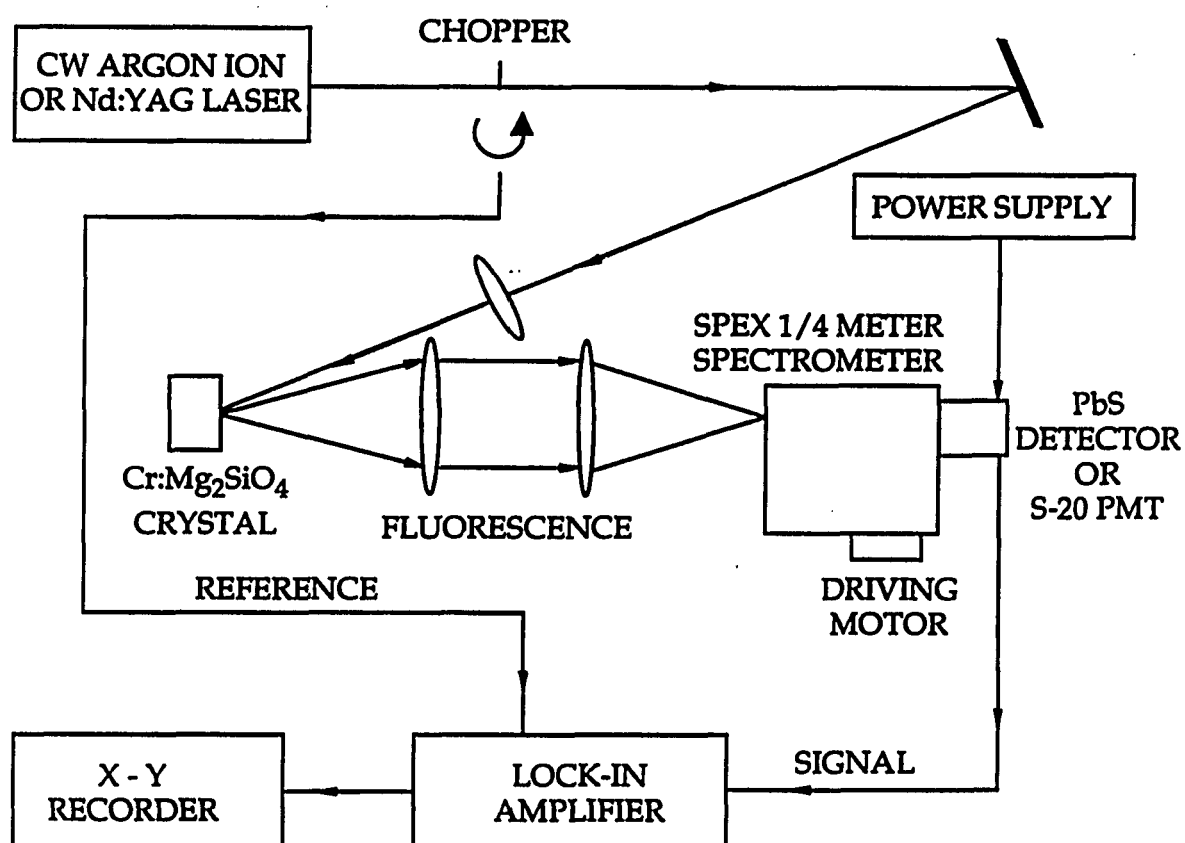 CHOPPER
CW ARGON ION
OR Nd:YAG LASER
POWER SUPPLY
SPEX 1/4 METER
SPECTROMETER
PbS
DETECTOR
OR
S-20 PMT
Cr:Mg₂SiO₄
CRYSTAL
FLUORESCENCE
DRIVING
MOTOR
REFERENCE
SIGNAL
X - Y
RECORDER
LOCK-IN
AMPLIFIER